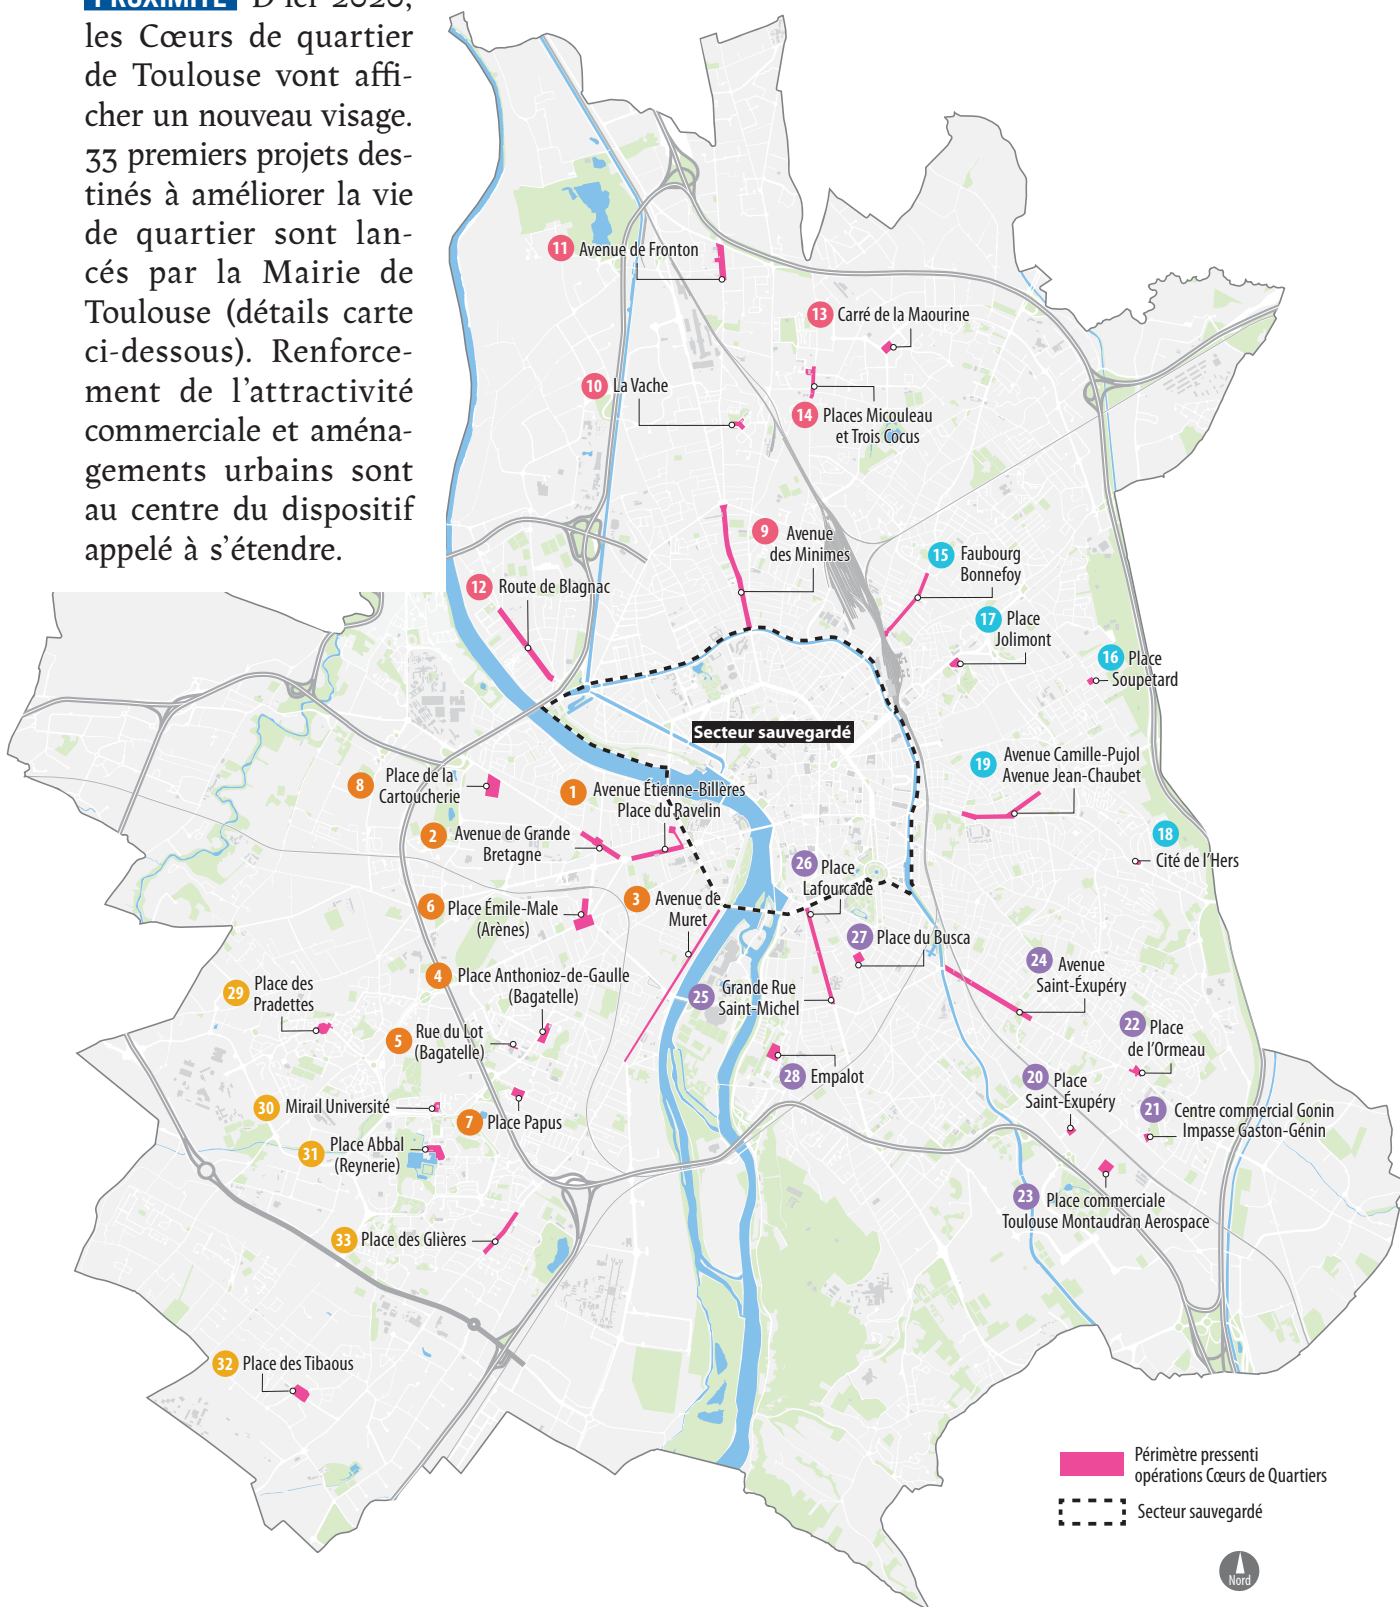 PROXIMITÉ D'ici 2020,
les Cœurs de quartier
de Toulouse vont affi-
cher un nouveau visage.
33 premiers projets des-
tinés à améliorer la vie
de quartier sont lan-
cés par la Mairie de
Toulouse (détails carte
ci-dessous). Renforce-
ment de l'attractivité
commerciale et aména-
gements urbains sont
au centre du dispositif
appelé à s'étendre.
11 Avenue de Fronton
13 Carré de la Maourine
10 La Vache
14 Places Micouleau
et Trois Cocus
9 Avenue
des Minimes
15 Faubourg
Bonnefoy
12 Route de Blagnac
17 Place
Jolimont
16 Place
Soupetard
Secteur sauvegardé
19 Avenue Camille-Pujol
Avenue Jean-Chaubet
8 Place de la
Cartoucherie
1 Avenue Étienne-Billères
Place du Ravelin
2 Avenue de Grande
Bretagne
18
Cité de l'Hers
26 Place
Lafourcade
6 Place Émile-Male
(Arènes)
3 Avenue de
Muret
27 Place du Busca
24 Avenue
Saint-Éxupéry
4 Place Anthonioz-de-Gaulle
(Bagatelle)
29 Place des
Pradettes
25 Grande Rue
Saint-Michel
5 Rue du Lot
(Bagatelle)
22 Place
de l'Ormeau
28 Empalot
20 Place
Saint-Éxupéry
30 Mirail Université
7 Place Papus
21 Centre commercial Gonin
Impasse Gaston-Génin
31 Place Abbal
(Reynerie)
23 Place commerciale
Toulouse Montaudran Aerospace
33 Place des Glières
32 Place des Tibaous
Périmètre pressenti
opérations Cœurs de Quartiers
Secteur sauvegardé
Nord